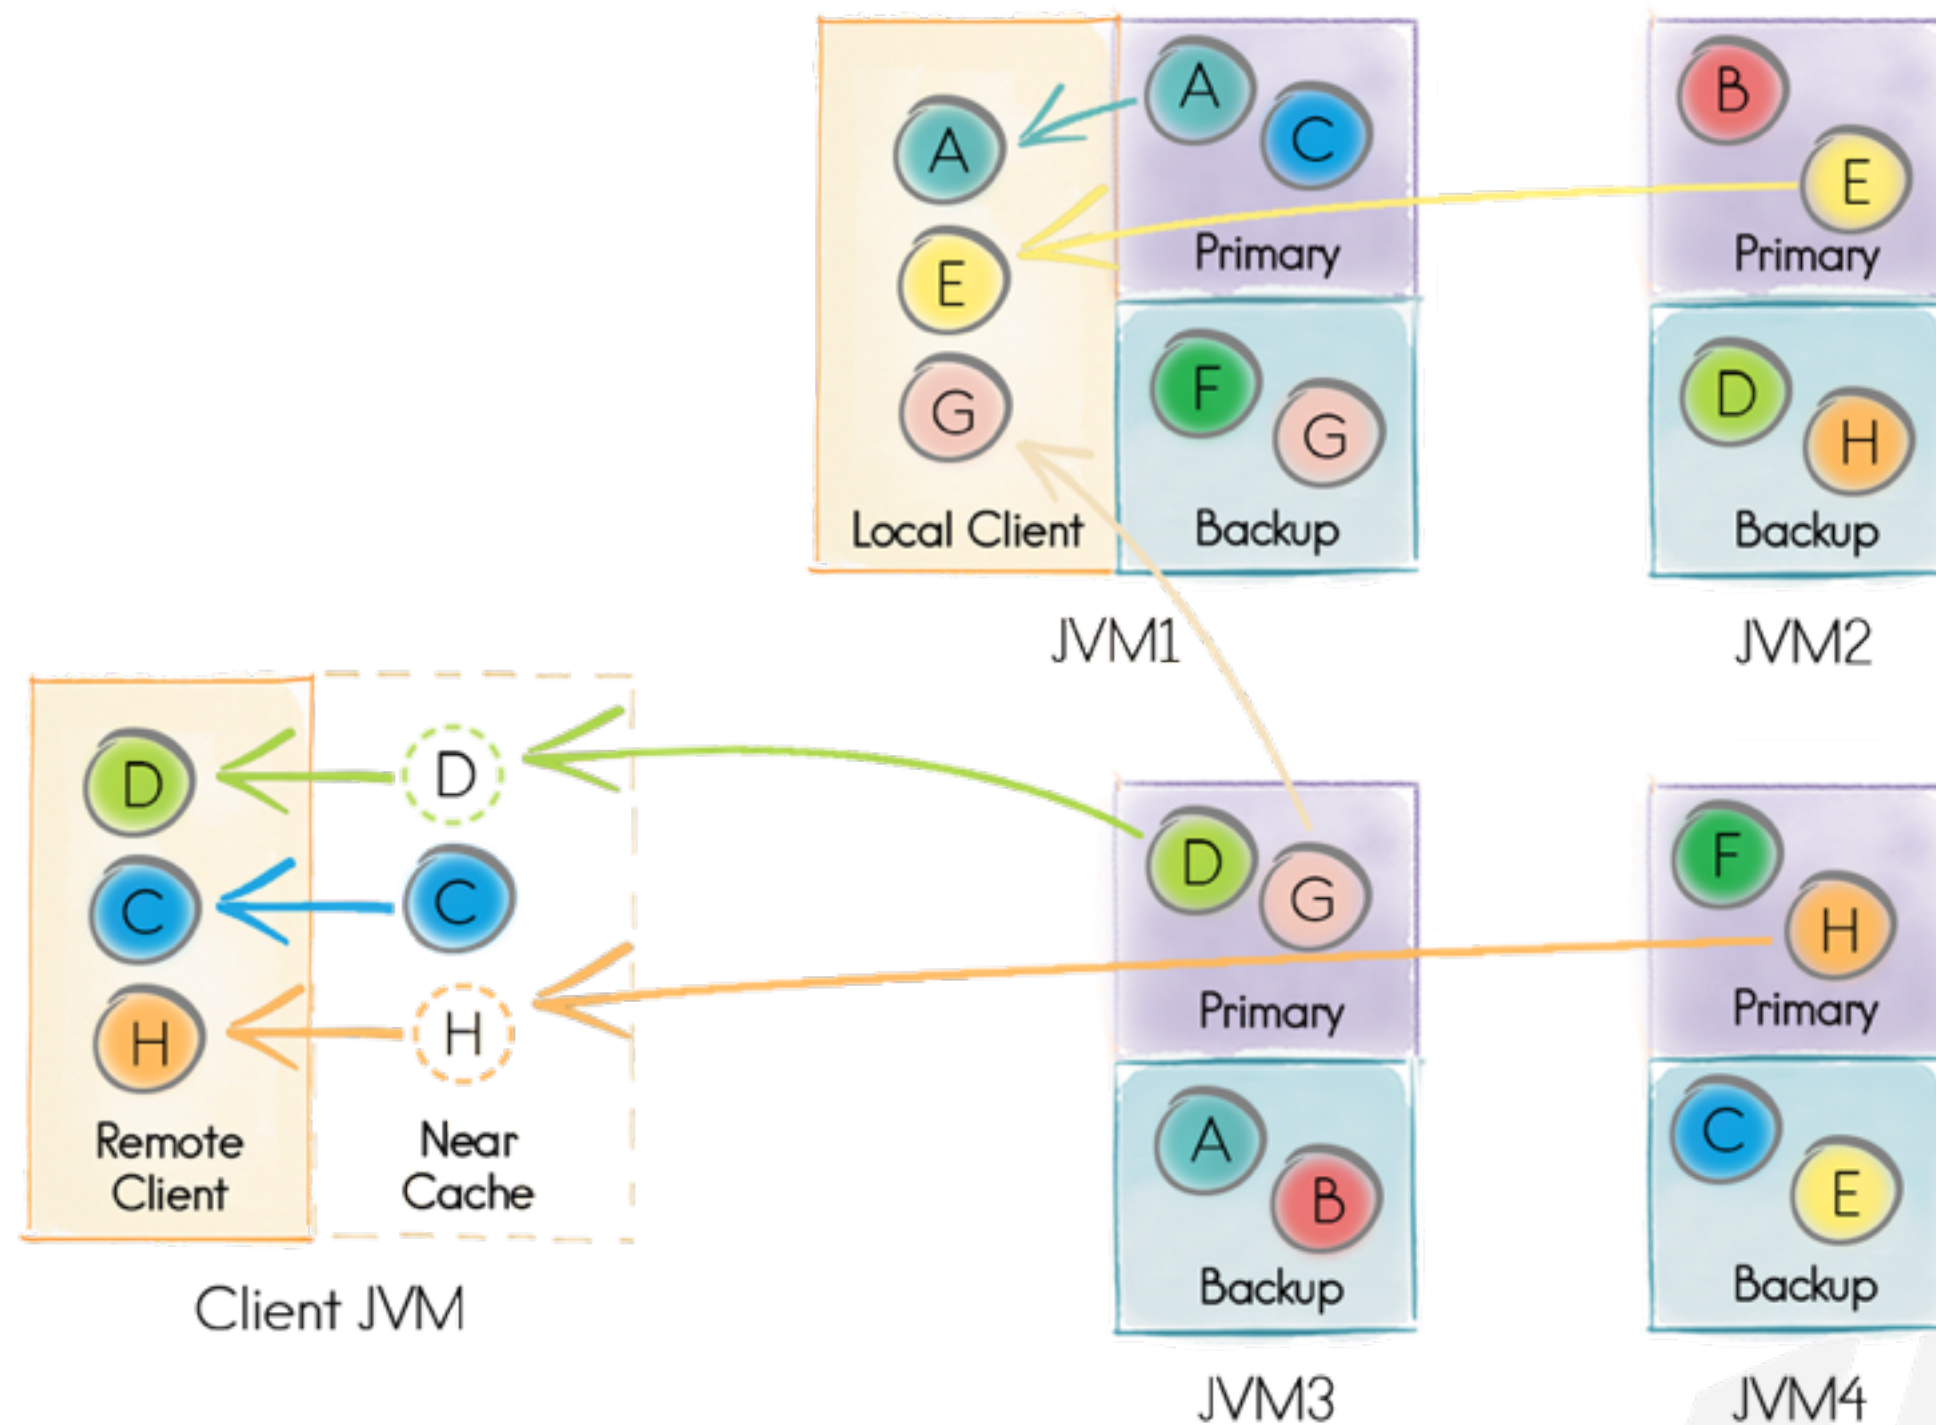 A
E
G
Local Client
A
C
Primary
F
G
Backup
JVM1
B
E
Primary
D
H
Backup
JVM2
D
C
H
Remote
Client
D
C
H
Near
Cache
Client JVM
D
G
Primary
A
B
Backup
JVM3
F
H
Primary
C
E
Backup
JVM4